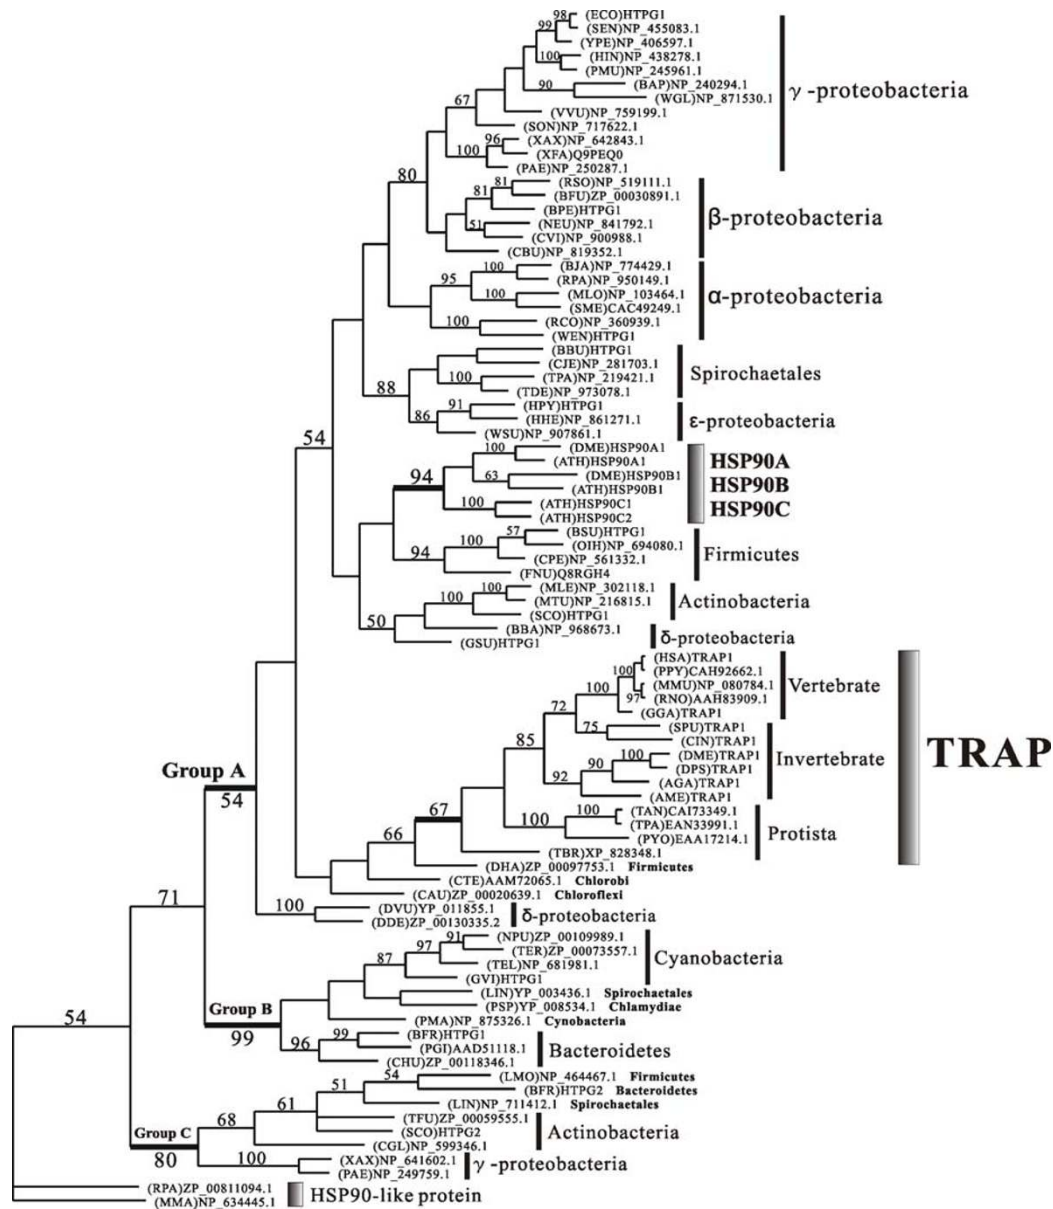 98 (ECO)HTPG1
99 (SEN)NP_455083.1
(YPE)NP_406597.1
(HIN)NP_438278.1
100 (PMU)NP_245961.1
90 (BAP)NP_240294.1
(WGL)NP_871530.1
γ -proteobacteria
67
(VVU)NP_759199.1
(SON)NP_717622.1
96 (XAX)NP_642843.1
100 (XFA)Q9PEQ0
(PAE)NP_250287.1
80
81 (RSO)NP_519111.1
81 (BFU)ZP_00030891.1
(BPE)HTPG1
β-proteobacteria
51 (NEU)NP_841792.1
(CVI)NP_900988.1
(CBU)NP_819352.1
100 (BJA)NP_774429.1
95 (RPA)NP_950149.1
100 (MLO)NP_103464.1
α-proteobacteria
(SME)CAC49249.1
100 (RCO)NP_360939.1
(WEN)HTPG1
(BBU)HTPG1
(CJE)NP_281703.1
Spirochaetales
100 (TPA)NP_219421.1
88 (TDE)NP_973078.1
91 (HPY)HTPG1
86 (HHE)NP_861271.1
ε-proteobacteria
(WSU)NP_907861.1
54
100 (DME)HSP90A1
(ATH)HSP90A1
HSP90A
94 63 (DME)HSP90B1
(ATH)HSP90B1
HSP90B
100 (ATH)HSP90C1
(ATH)HSP90C2
HSP90C
57 (BSU)HTPG1
100 (OIH)NP_694080.1
94 (CPE)NP_561332.1
Firmicutes
(FNU)Q8RGH4
100 (MLE)NP_302118.1
100 (MTU)NP_216815.1
Actinobacteria
(SCO)HTPG1
50 (BBA)NP_968673.1
δ-proteobacteria
(GSU)HTPG1
(HSA)TRAP1
100 (PPY)CAH92662.1
100 (MMU)NP_080784.1
Vertebrate
97 (RNO)AAH83909.1
72 (GGA)TRAP1
75 (SPU)TRAP1
(CIN)TRAP1
85 100 (DME)TRAP1
Invertebrate
TRAP
90 (DPS)TRAP1
92 (AGA)TRAP1
(AME)TRAP1
Group A
54
67 100 (TAN)CAI73349.1
100 (TPA)EAN33991.1
Protista
(PYO)EAA17214.1
66 (TBR)XP_828348.1
(DHA)ZP_00097753.1 Firmicutes
(CTE)AAM72065.1 Chlorobi
(CAU)ZP_00020639.1 Chloroflexi
71
100 (DVU)YP_011855.1
δ-proteobacteria
(DDE)ZP_00130335.2
91 (NPU)ZP_00109989.1
97 (TER)ZP_00073557.1
87 (TEL)NP_681981.1
Cyanobacteria
(GVI)HTPG1
(LIN)YP_003436.1 Spirochaetales
(PSP)YP_008534.1 Chlamydiae
Group B
(PMA)NP_875326.1 Cynobacteria
54
99
99 (BFR)HTPG1
96 (PGI)AAD51118.1
Bacteroidetes
(CHU)ZP_00118346.1
54 (LMO)NP_464467.1 Firmicutes
51 (BFR)HTPG2 Bacteroidetes
61 (LIN)NP_711412.1 Spirochaetales
68 (TFU)ZP_00059555.1
(SCO)HTPG2
Actinobacteria
Group C
(CGL)NP_599346.1
80
100 (XAX)NP_641602.1
γ -proteobacteria
(PAE)NP_249759.1
(RPA)ZP_00811094.1
HSP90-like protein
(MMA)NP_634445.1